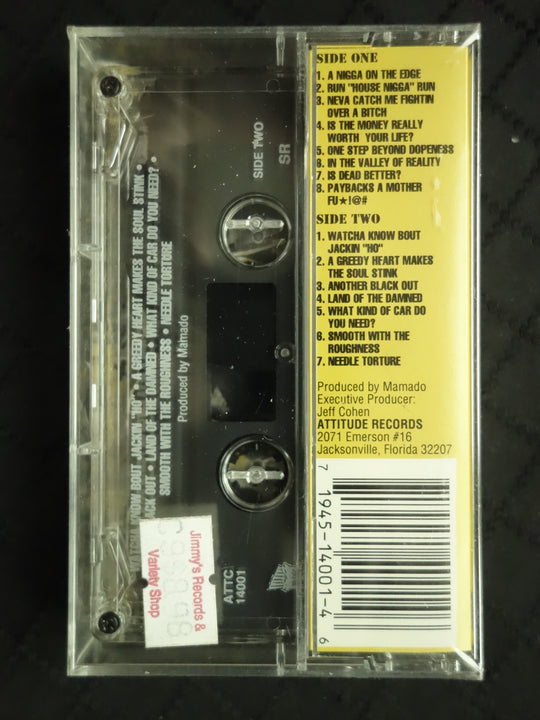 SIDE ONE
1. A NIGGA ON THE EDGE
2. RUN "HOUSE NIGGA" RUN
3. NEVA CATCH ME FIGHTIN
OVER A BITCH
4. IS THE MONEY REALLY
WORTH YOUR LIFE?
5. ONE STEP BEYOND DOPENESS
6. IN THE VALLEY OF REALITY
7. IS DEAD BETTER?
8. PAYBACKS A MOTHER
FU★!@#
SIDE TWO
1. WATCHA KNOW BOUT
JACKIN "HO"
2. A GREEDY HEART MAKES
THE SOUL STINK
3. ANOTHER BLACK OUT
4. LAND OF THE DAMNED
5. WHAT KIND OF CAR DO
YOU NEED?
6. SMOOTH WITH THE
ROUGHNESS
7. NEEDLE TORTURE
Produced by Mamado
Executive Producer:
Jeff Cohen
ATTITUDE RECORDS
2071 Emerson #16
Jacksonville, Florida 32207
7 1945-14001-4 6
SIDE TWO
SR
KNOW BOUT JACKIN "HO" • A GREEDY HEART MAKES THE SOUL STINK •
OUT • LAND OF THE DAMNED • WHAT KIND OF CAR DO YOU NEED? •
SMOOTH WITH THE ROUGHNESS • NEEDLE TORTURE
Produced by Mamado
ATTC
14001
Jimmy's Records &
Variety Shop